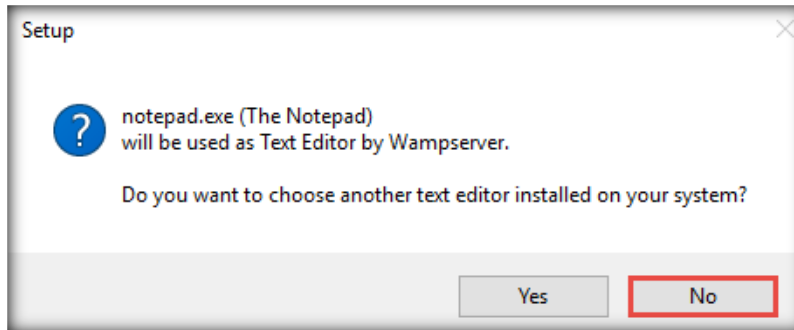 Setup
notepad.exe (The Notepad)
will be used as Text Editor by Wampserver.
Do you want to choose another text editor installed on your system?
Yes
No